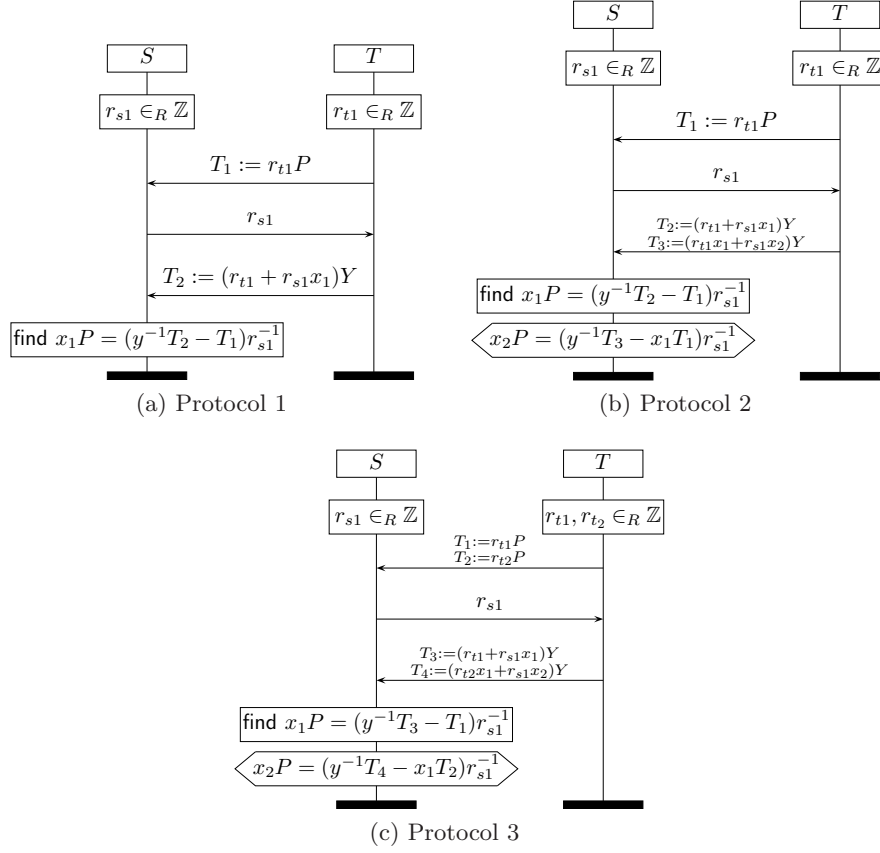 S T
r_{s1} ∈_R ℤ r_{t1} ∈_R ℤ
T_1 := r_{t1}P
r_{s1}
T_2 := (r_{t1} + r_{s1}x_1)Y
find x_1P = (y^{-1}T_2 − T_1)r_{s1}^{-1}
(a) Protocol 1
S T
r_{s1} ∈_R ℤ r_{t1} ∈_R ℤ
T_1 := r_{t1}P
r_{s1}
T_2:=(r_{t1}+r_{s1}x_1)Y
T_3:=(r_{t1}x_1+r_{s1}x_2)Y
find x_1P = (y^{-1}T_2 − T_1)r_{s1}^{-1}
x_2P = (y^{-1}T_3 − x_1T_1)r_{s1}^{-1}
(b) Protocol 2
S T
r_{s1} ∈_R ℤ r_{t1}, r_{t_2} ∈_R ℤ
T_1:=r_{t1}P
T_2:=r_{t2}P
r_{s1}
T_3:=(r_{t1}+r_{s1}x_1)Y
T_4:=(r_{t2}x_1+r_{s1}x_2)Y
find x_1P = (y^{-1}T_3 − T_1)r_{s1}^{-1}
x_2P = (y^{-1}T_4 − x_1T_2)r_{s1}^{-1}
(c) Protocol 3